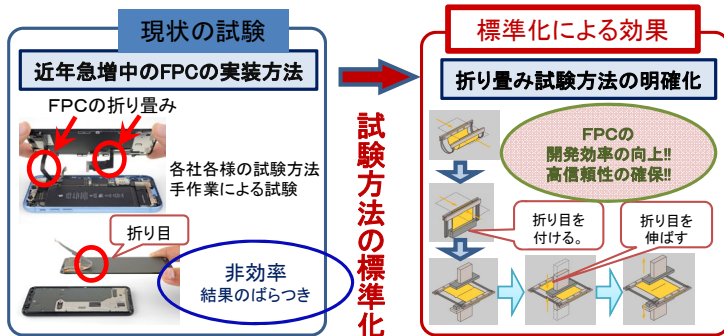 現状の試験
近年急増中のFPCの実装方法
FPCの折り畳み
各社各様の試験方法
手作業による試験
折り目
非効率
結果のばらつき
試験方法の標準化
標準化による効果
折り畳み試験方法の明確化
FPCの
開発効率の向上!!
高信頼性の確保!!
折り目を
付ける。
折り目を
伸ばす